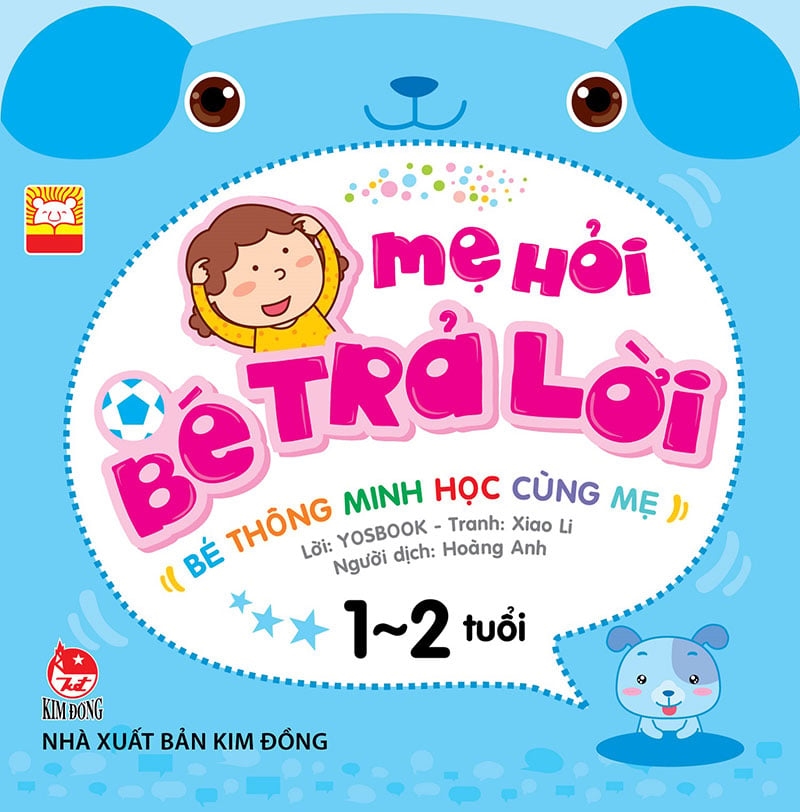 Mẹ Hỏi
Bé Trả Lời
BÉ THÔNG MINH HỌC CÙNG MẸ
Lời: YOSBOOK - Tranh: Xiao Li
Người dịch: Hoàng Anh
1~2 tuổi
kđ
KIM ĐỒNG
NHÀ XUẤT BẢN KIM ĐỒNG